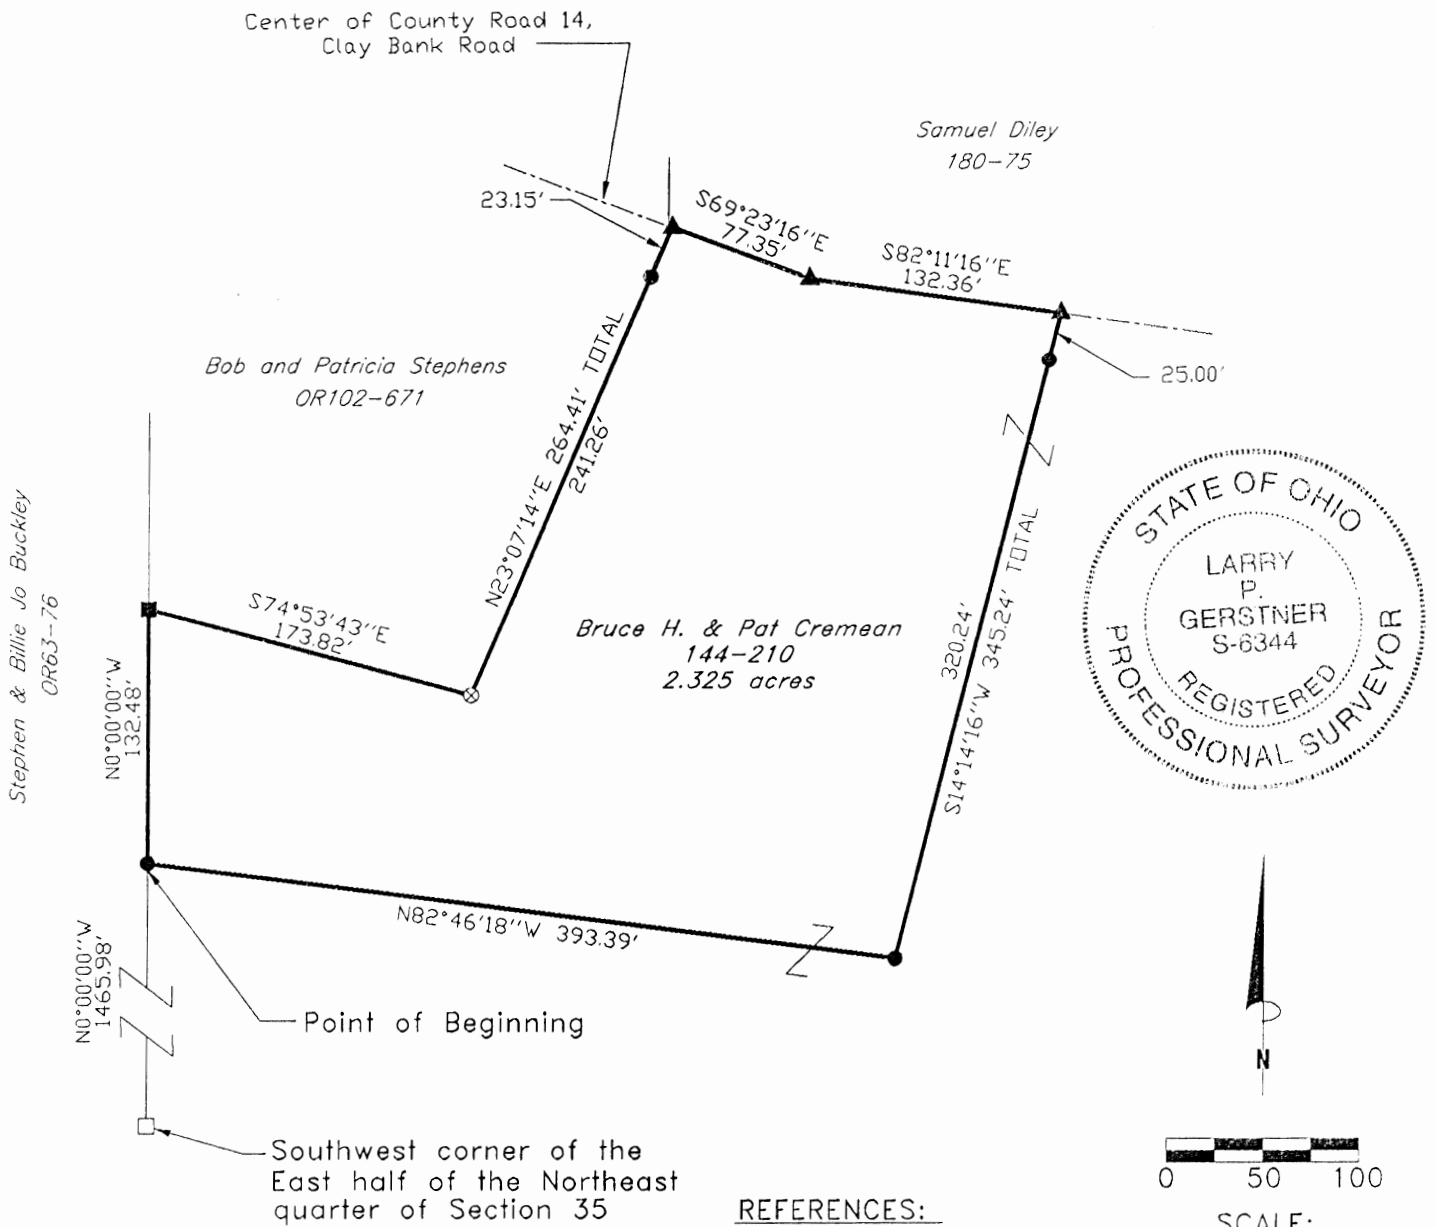 Center of County Road 14,
Clay Bank Road
Samuel Diley
180-75
23.15'
S69°23'16"E
77.35'
S82°11'16"E
132.36'
25.00'
Bob and Patricia Stephens
OR102-671
N23°07'14"E 264.41' TOTAL
241.26'
Stephen & Billie Jo Buckley
OR63-76
S74°53'43"E
173.82'
Bruce H. & Pat Cremean
144-210
2.325 acres
320.24'
S14°14'16"W 345.24' TOTAL
STATE OF OHIO
LARRY
P.
GERSTNER
S-6344
REGISTERED
PROFESSIONAL SURVEYOR
N0°00'00"W
132.48'
N82°46'18"W 393.39'
N0°00'00"W
1465.98'
Point of Beginning
N
Southwest corner of the
East half of the Northeast
quarter of Section 35
REFERENCES:
0 50 100
SCALE: